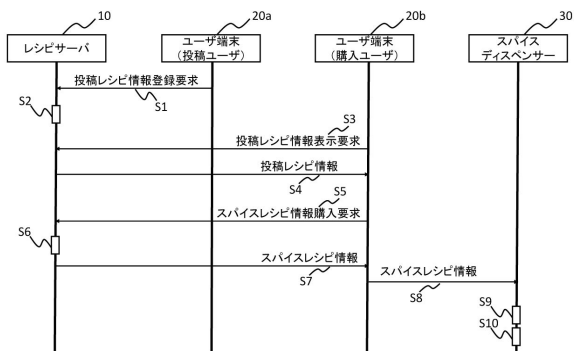 10
20a
20b
30
レシピサーバ
ユーザ端末
(投稿ユーザ)
ユーザ端末
(購入ユーザ)
スパイス
ディスペンサー
投稿レシピ情報登録要求
S1
S2
S3
投稿レシピ情報表示要求
投稿レシピ情報
S4
S5
スパイスレシピ情報購入要求
S6
スパイスレシピ情報
S7
スパイスレシピ情報
S8
S9
S10